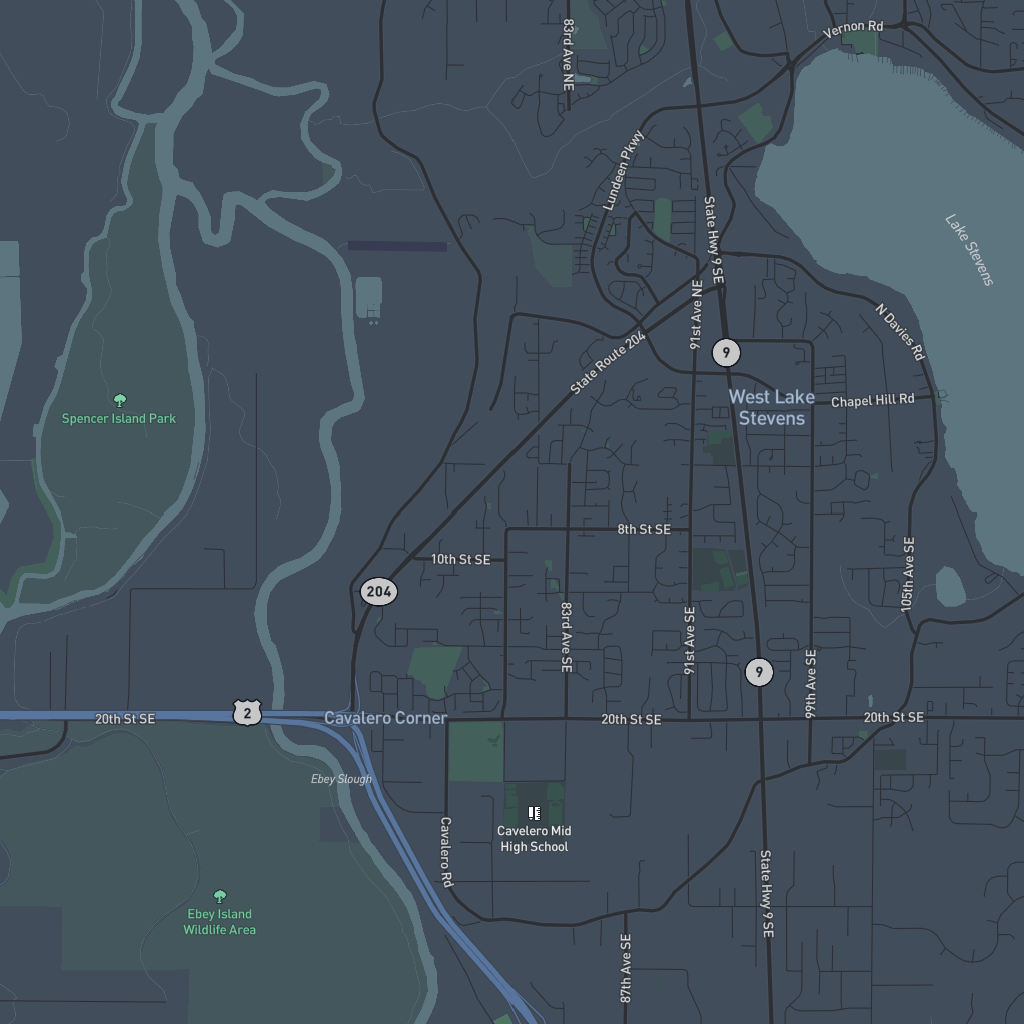 Vernon Rd
83rd Ave NE
Lundeen Pkwy
State Hwy 9 SE
Lake Stevens
91st Ave NE
N Davies Rd
State Route 204
9
West Lake
Stevens
Chapel Hill Rd
Spencer Island Park
8th St SE
10th St SE
105th Ave SE
204
83rd Ave SE
91st Ave SE
9
99th Ave SE
2
20th St SE
Cavalero Corner
20th St SE
20th St SE
Ebey Slough
Cavelero Mid
High School
Cavalero Rd
State Hwy 9 SE
Ebey Island
Wildlife Area
87th Ave SE